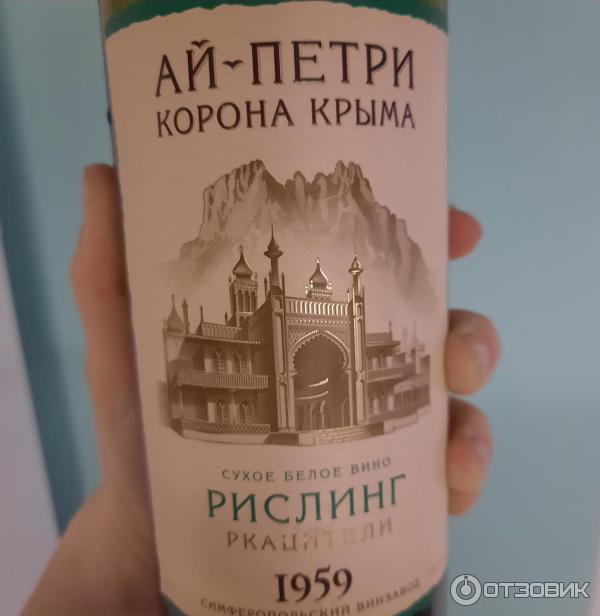 АЙ-ПЕТРИ
КОРОНА КРЫМА
СУХОЕ БЕЛОЕ ВИНО
РИСЛИНГ
РКАЦИТЕЛИ
1959
СИМФЕРОПОЛЬСКИЙ ВИНЗАВОД
ОТЗОВИК